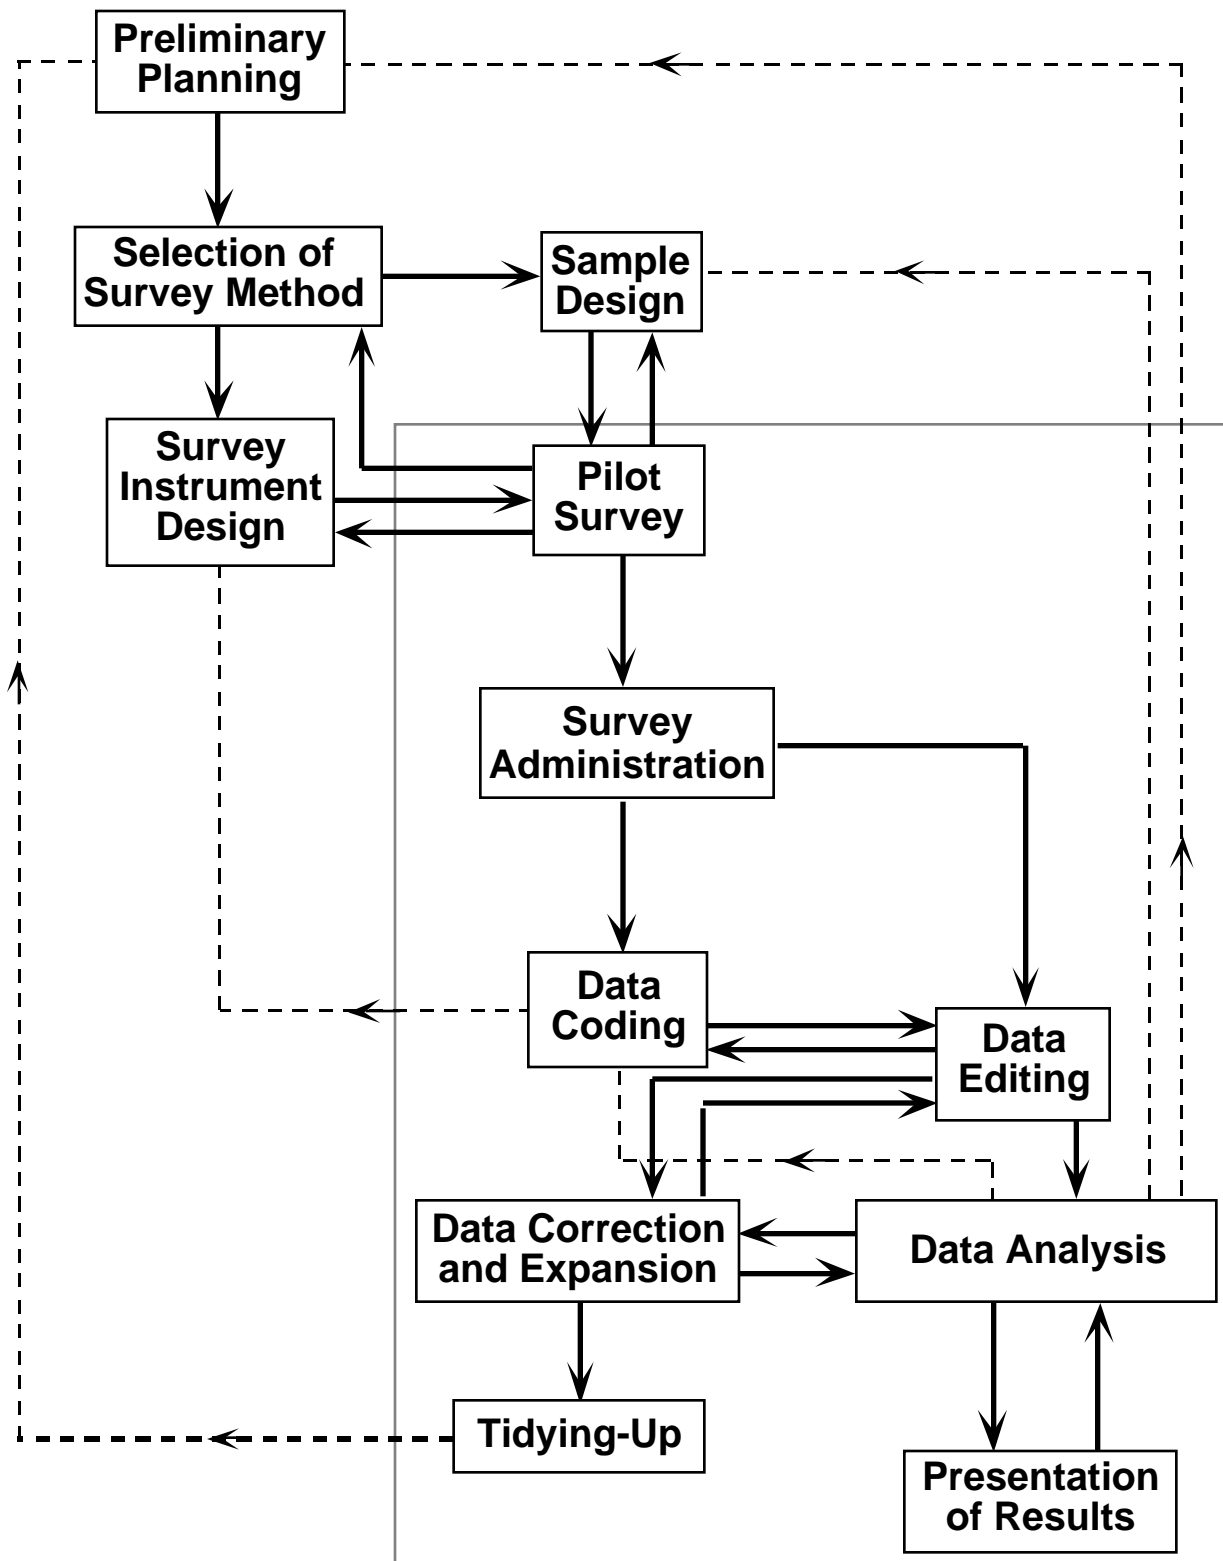 Preliminary
Planning
Selection of
Survey Method
Sample
Design
Survey
Instrument
Design
Pilot
Survey
Survey
Administration
Data
Coding
Data
Editing
Data Correction
and Expansion
Data Analysis
Tidying-Up
Presentation
of Results